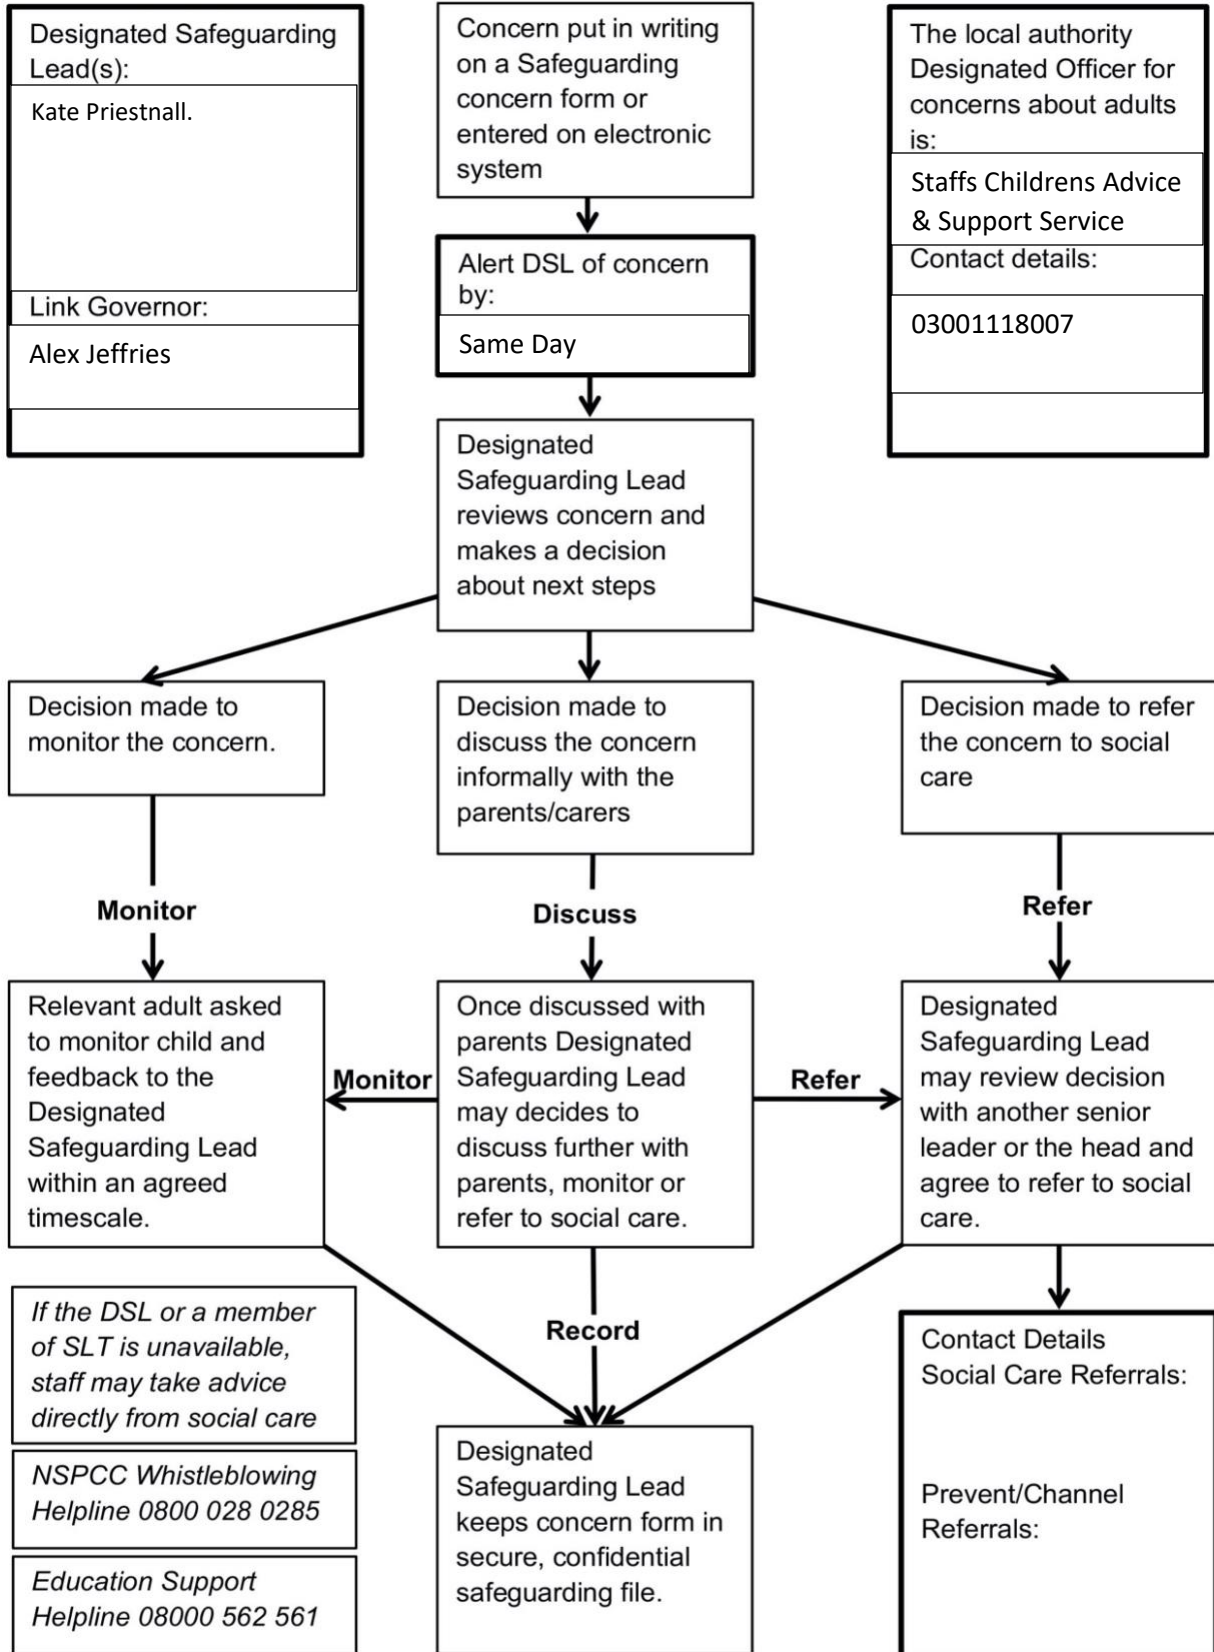 Designated Safeguarding
Lead(s):
Kate Priestnall.
Link Governor:
Alex Jeffries
Concern put in writing
on a Safeguarding
concern form or
entered on electronic
system
The local authority
Designated Officer for
concerns about adults
is:
Staffs Childrens Advice
& Support Service
Contact details:
03001118007
Alert DSL of concern
by:
Same Day
Designated
Safeguarding Lead
reviews concern and
makes a decision
about next steps
Decision made to
monitor the concern.
Decision made to
discuss the concern
informally with the
parents/carers
Decision made to refer
the concern to social
care
Monitor
Discuss
Refer
Relevant adult asked
to monitor child and
feedback to the
Designated
Safeguarding Lead
within an agreed
timescale.
Monitor
Once discussed with
parents Designated
Safeguarding Lead
may decides to
discuss further with
parents, monitor or
refer to social care.
Refer
Designated
Safeguarding Lead
may review decision
with another senior
leader or the head and
agree to refer to social
care.
If the DSL or a member
of SLT is unavailable,
staff may take advice
directly from social care
NSPCC Whistleblowing
Helpline 0800 028 0285
Education Support
Helpline 08000 562 561
Record
Designated
Safeguarding Lead
keeps concern form in
secure, confidential
safeguarding file.
Contact Details
Social Care Referrals:
Prevent/Channel
Referrals: